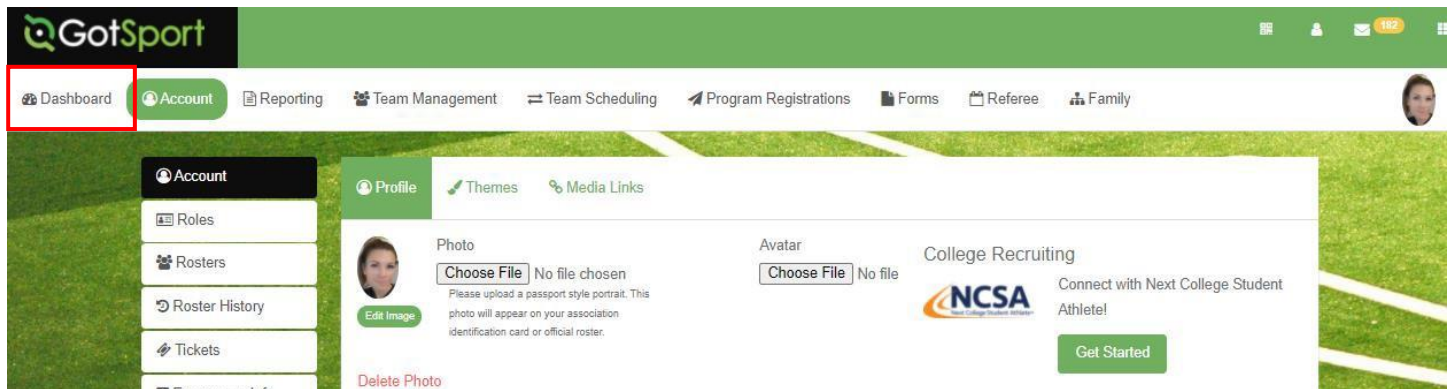 GotSport
182
Dashboard Account Reporting Team Management Team Scheduling Program Registrations Forms Referee Family
Account
Roles
Rosters
Roster History
Tickets
Profile Themes Media Links
Photo
Choose File No file chosen
Please upload a passport style portrait. This
photo will appear on your association
identification card or official roster.
Edit Image
Delete Photo
Avatar
Choose File No file
College Recruiting
NCSA
Next College Student Athlete
Connect with Next College Student
Athlete!
Get Started